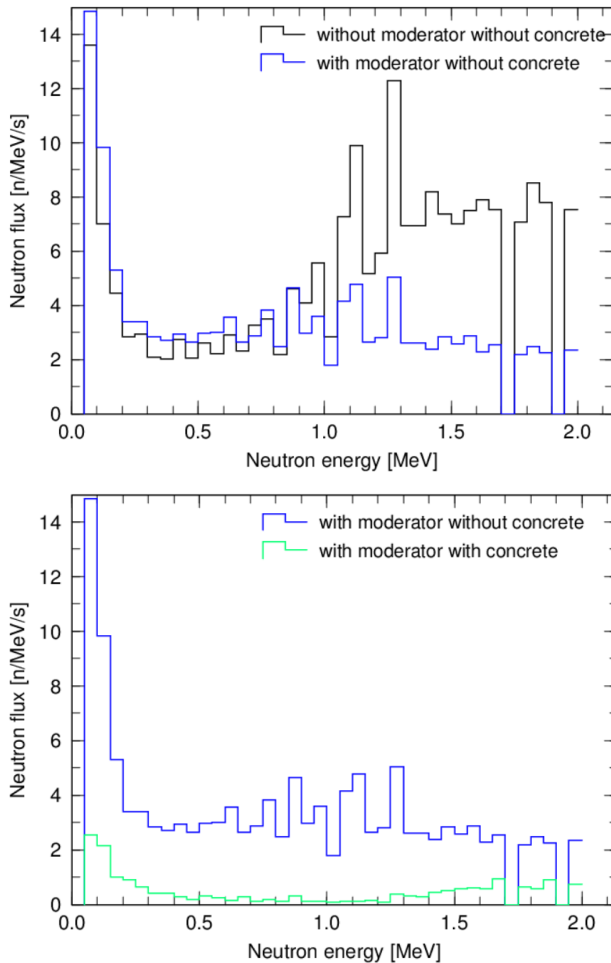 14
12
10
8
6
4
2
0
Neutron flux [n/MeV/s]
without moderator without concrete
with moderator without concrete
0.0 0.5 1.0 1.5 2.0
Neutron energy [MeV]
14
12
10
8
6
4
2
0
Neutron flux [n/MeV/s]
with moderator without concrete
with moderator with concrete
0.0 0.5 1.0 1.5 2.0
Neutron energy [MeV]